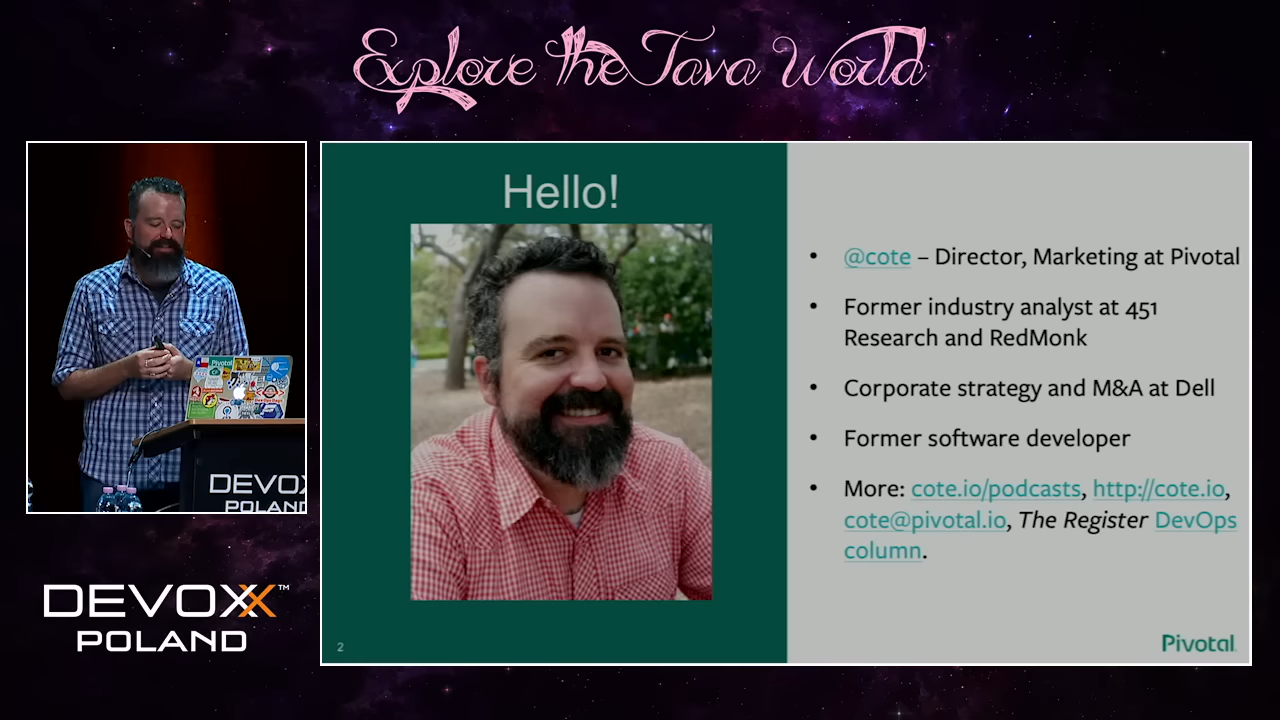 Explore the Java World
Hello!
• @cote – Director, Marketing at Pivotal
• Former industry analyst at 451
Research and RedMonk
• Corporate strategy and M&A at Dell
• Former software developer
• More: cote.io/podcasts, http://cote.io,
cote@pivotal.io, The Register DevOps
column.
2
Pivotal
Pivotal
DEVOX
POLAND
DEVOXX™
POLAND